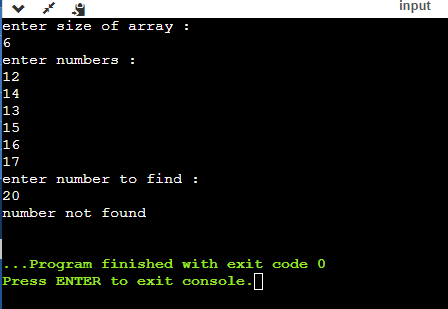 input
enter size of array :
6
enter numbers :
12
14
13
15
16
17
enter number to find :
20
number not found
...Program finished with exit code 0
Press ENTER to exit console.